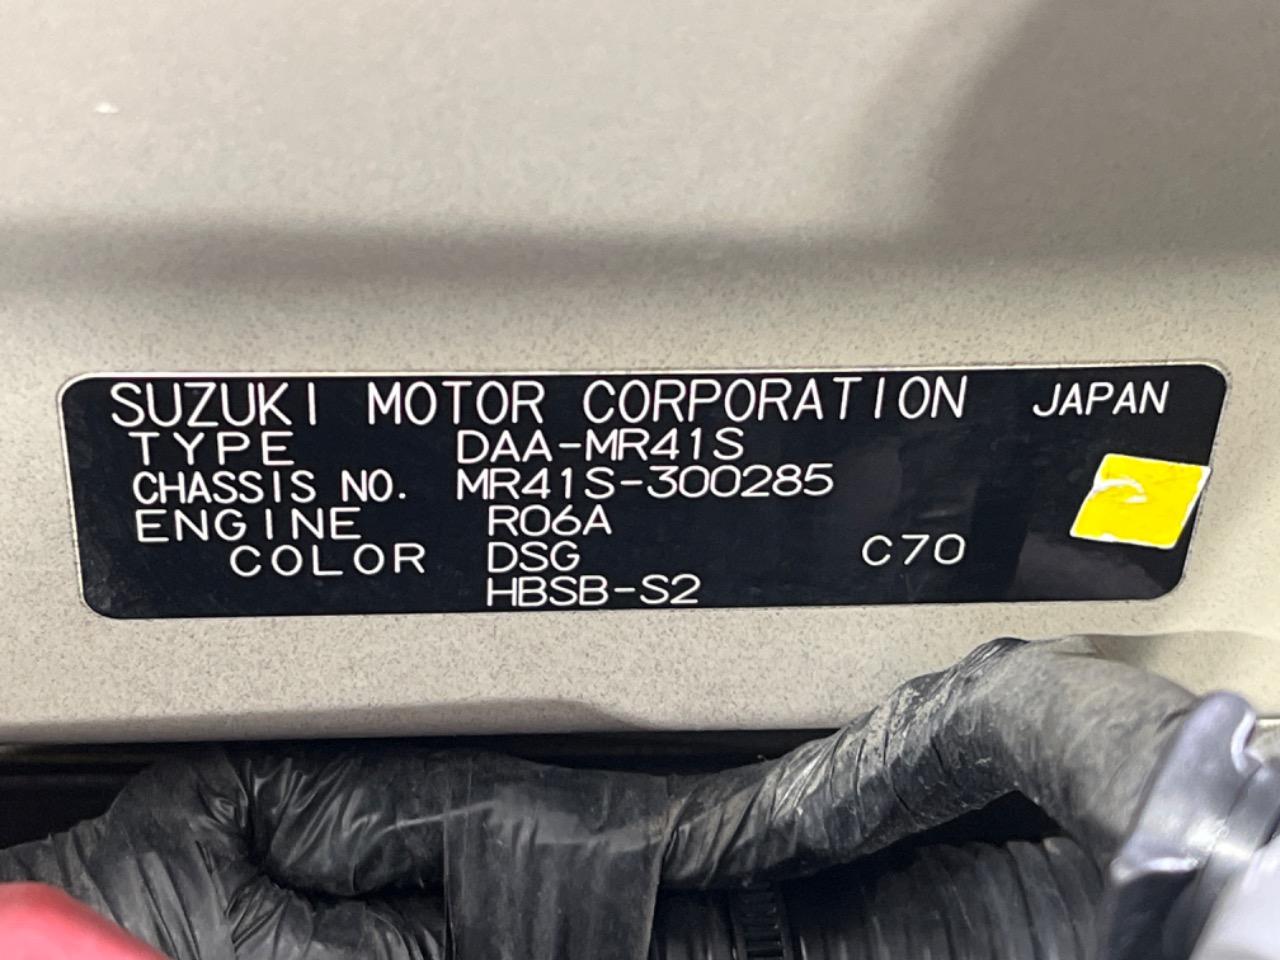 SUZUKI MOTOR CORPORATION JAPAN
TYPE DAA-MR41S
CHASSIS NO. MR41S-300285
ENGINE R06A
COLOR DSG C70
HBSB-S2